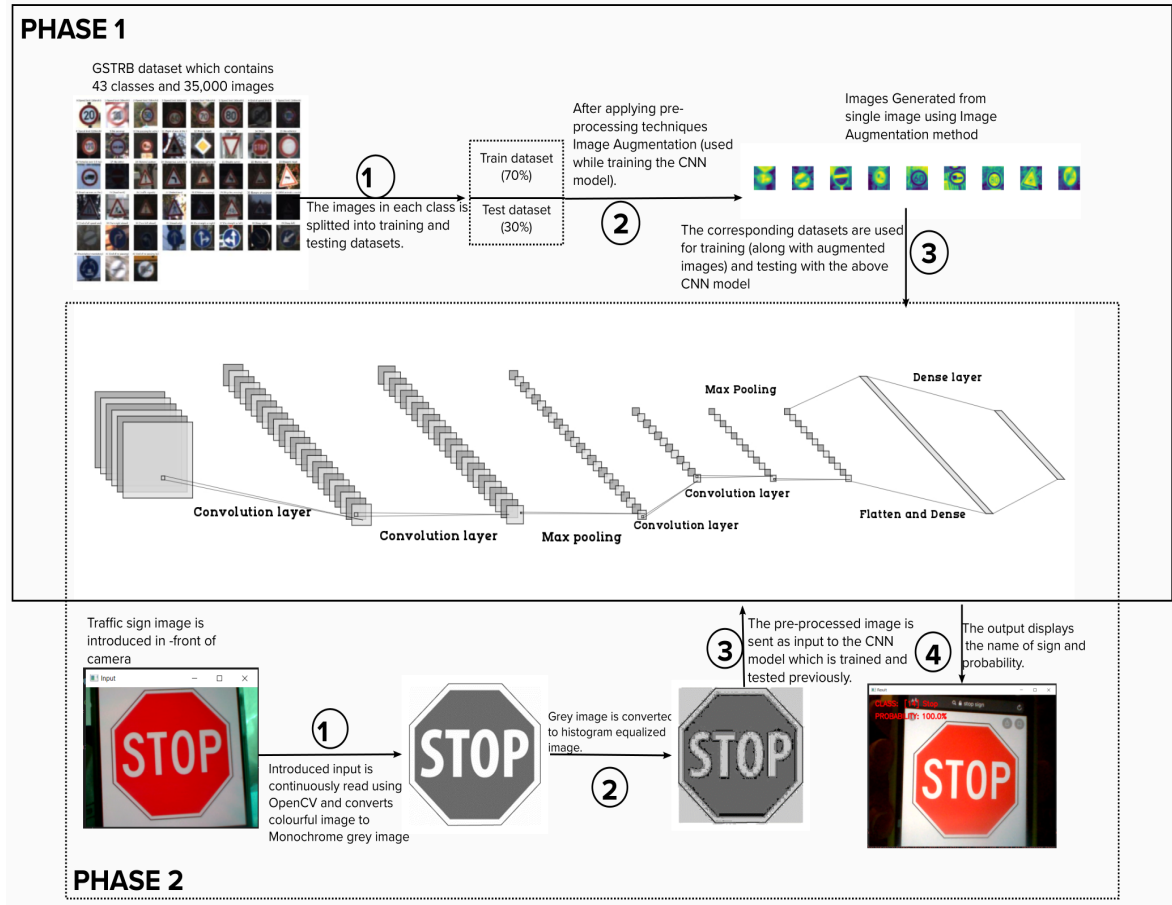 PHASE 1
GSTRB dataset which contains
43 classes and 35,000 images
1
The images in each class is
splitted into training and
testing datasets.
Train dataset
(70%)
Test dataset
(30%)
After applying pre-
processing techniques
Image Augmentation (used
while training the CNN
model).
2
Images Generated from
single image using Image
Augmentation method
The corresponding datasets are used
for training (along with augmented
images) and testing with the above
CNN model
3
Convolution layer
Convolution layer
Max pooling
Convolution layer
Convolution layer
Max Pooling
Flatten and Dense
Dense layer
Traffic sign image is
introduced in -front of
camera
Input
STOP
1
Introduced input is
continuously read using
OpenCV and converts
colourful image to
Monochrome grey image
STOP
Grey image is converted
to histogram equalized
image.
2
STOP
3
The pre-processed image is
sent as input to the CNN
model which is trained and
tested previously.
4
The output displays
the name of sign and
probability.
stop sign
PROBABILITY: 100.0%
STOP
PHASE 2